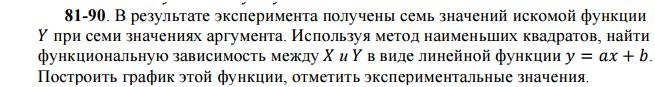 81-90. В результате эксперимента получены семь значений искомой функции
Y при семи значениях аргумента. Используя метод наименьших квадратов, найти
функциональную зависимость между X и Y в виде линейной функции y = ax + b.
Построить график этой функции, отметить экспериментальные значения.